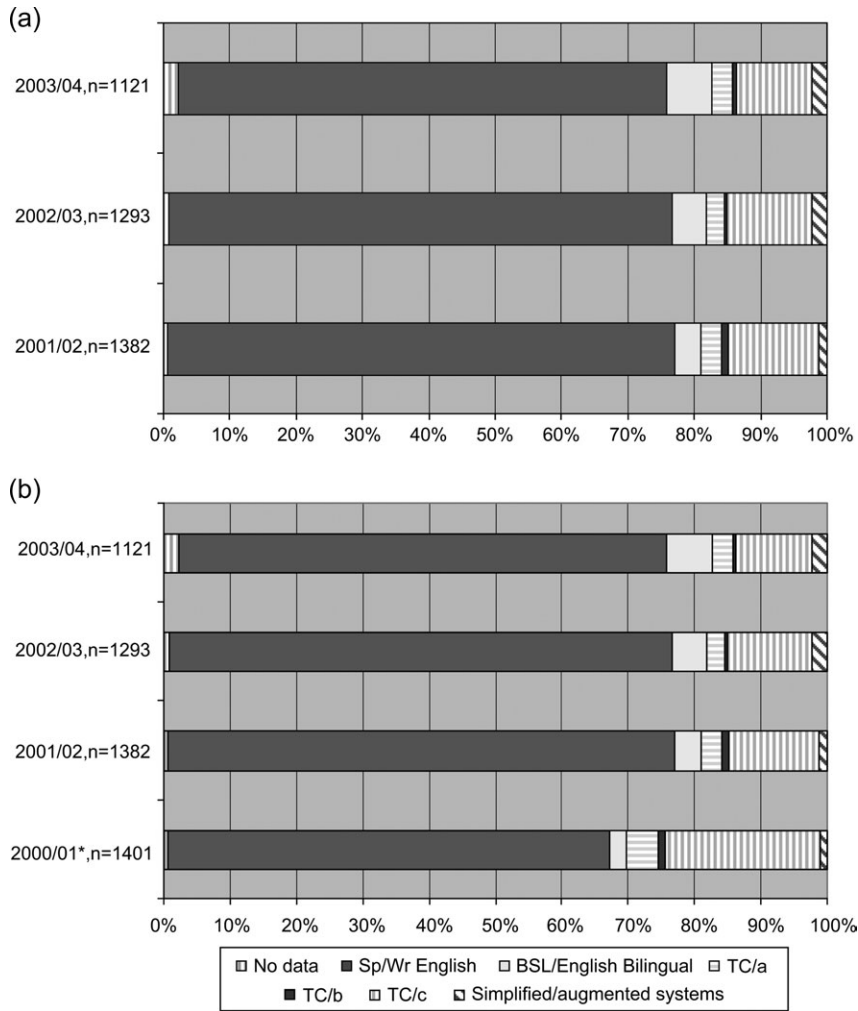 (a)
2003/04,n=1121
2002/03,n=1293
2001/02,n=1382
0% 10% 20% 30% 40% 50% 60% 70% 80% 90% 100%
(b)
2003/04,n=1121
2002/03,n=1293
2001/02,n=1382
2000/01*,n=1401
0% 10% 20% 30% 40% 50% 60% 70% 80% 90% 100%
No data Sp/Wr English BSL/English Bilingual TC/a
TC/b TC/c Simplified/augmented systems